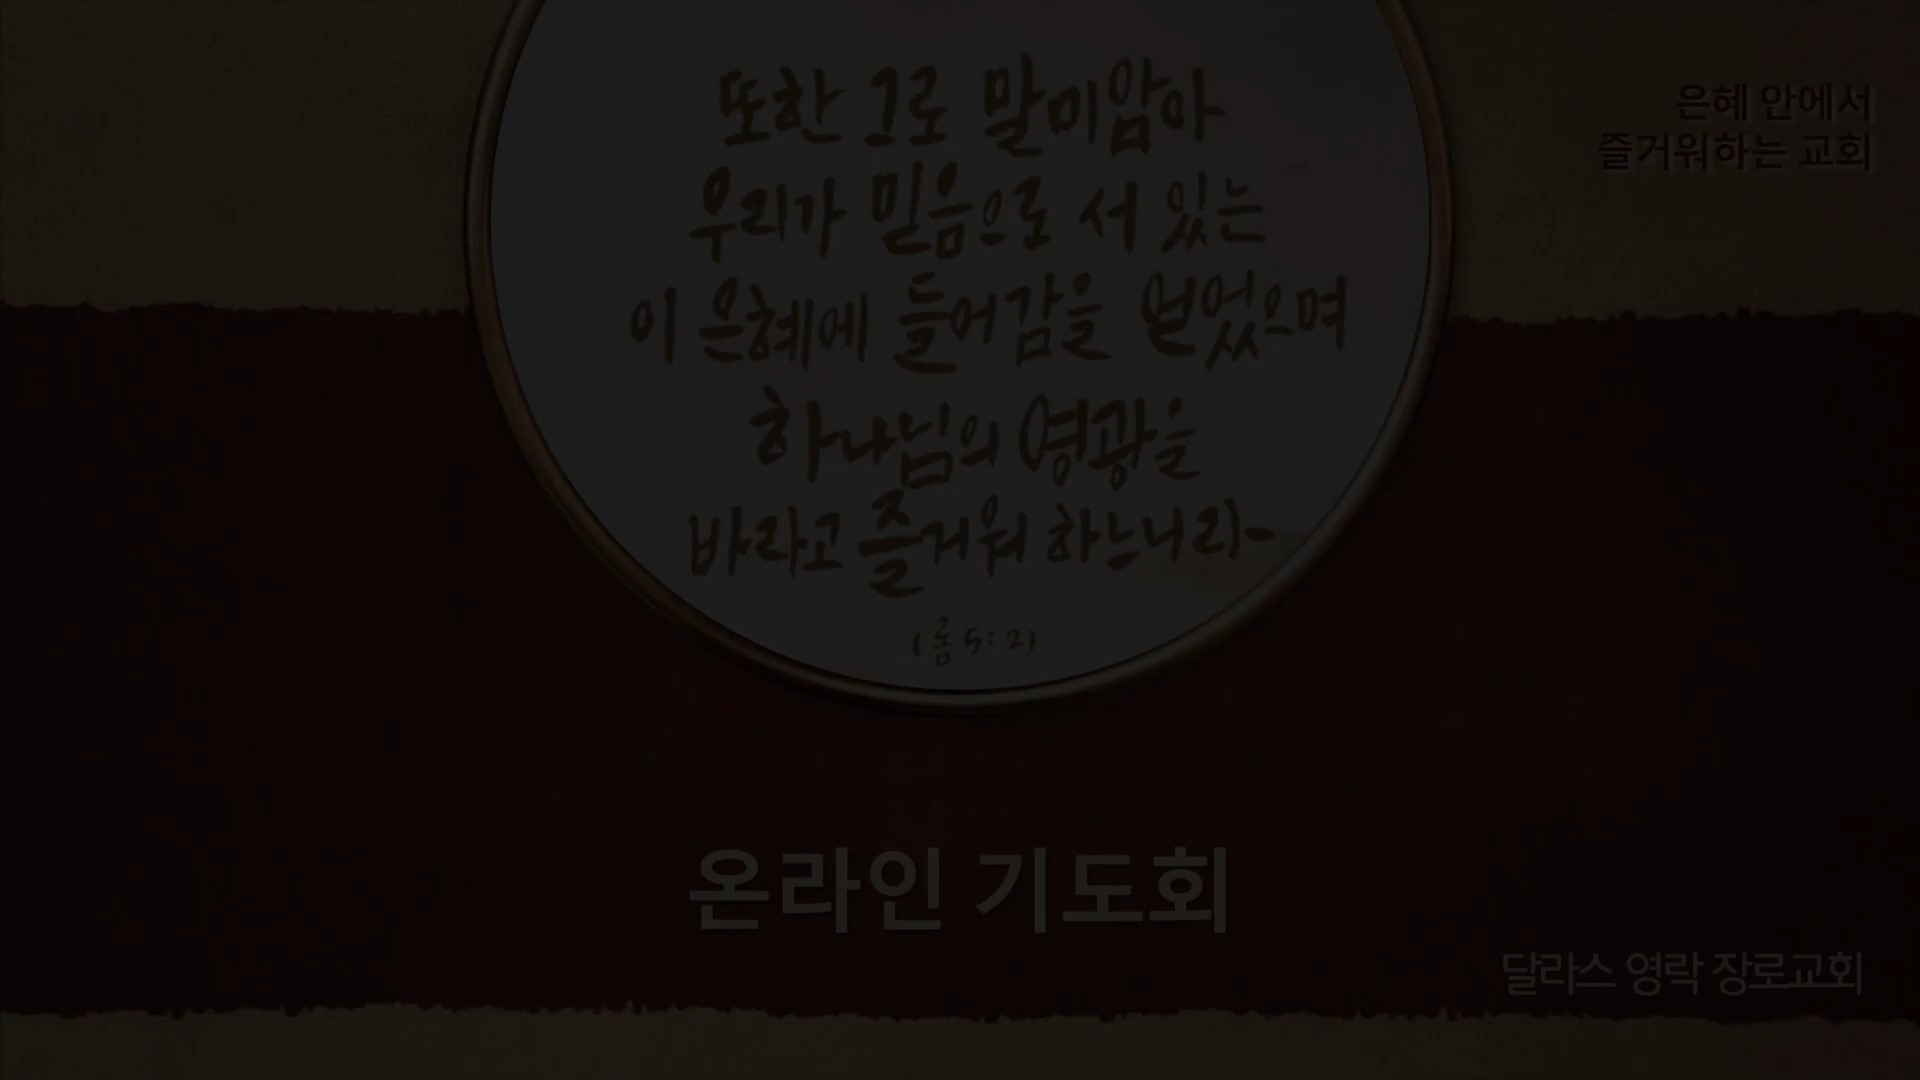 또한 그로 말미암아
우리가 믿음으로 서 있는
이 은혜에 들어감을 얻었으며
하나님의 영광을
바라고 즐거워 하느니라
(롬 5:2)
은혜 안에서
즐거워하는 교회
온라인 기도회
달라스 영락 장로교회